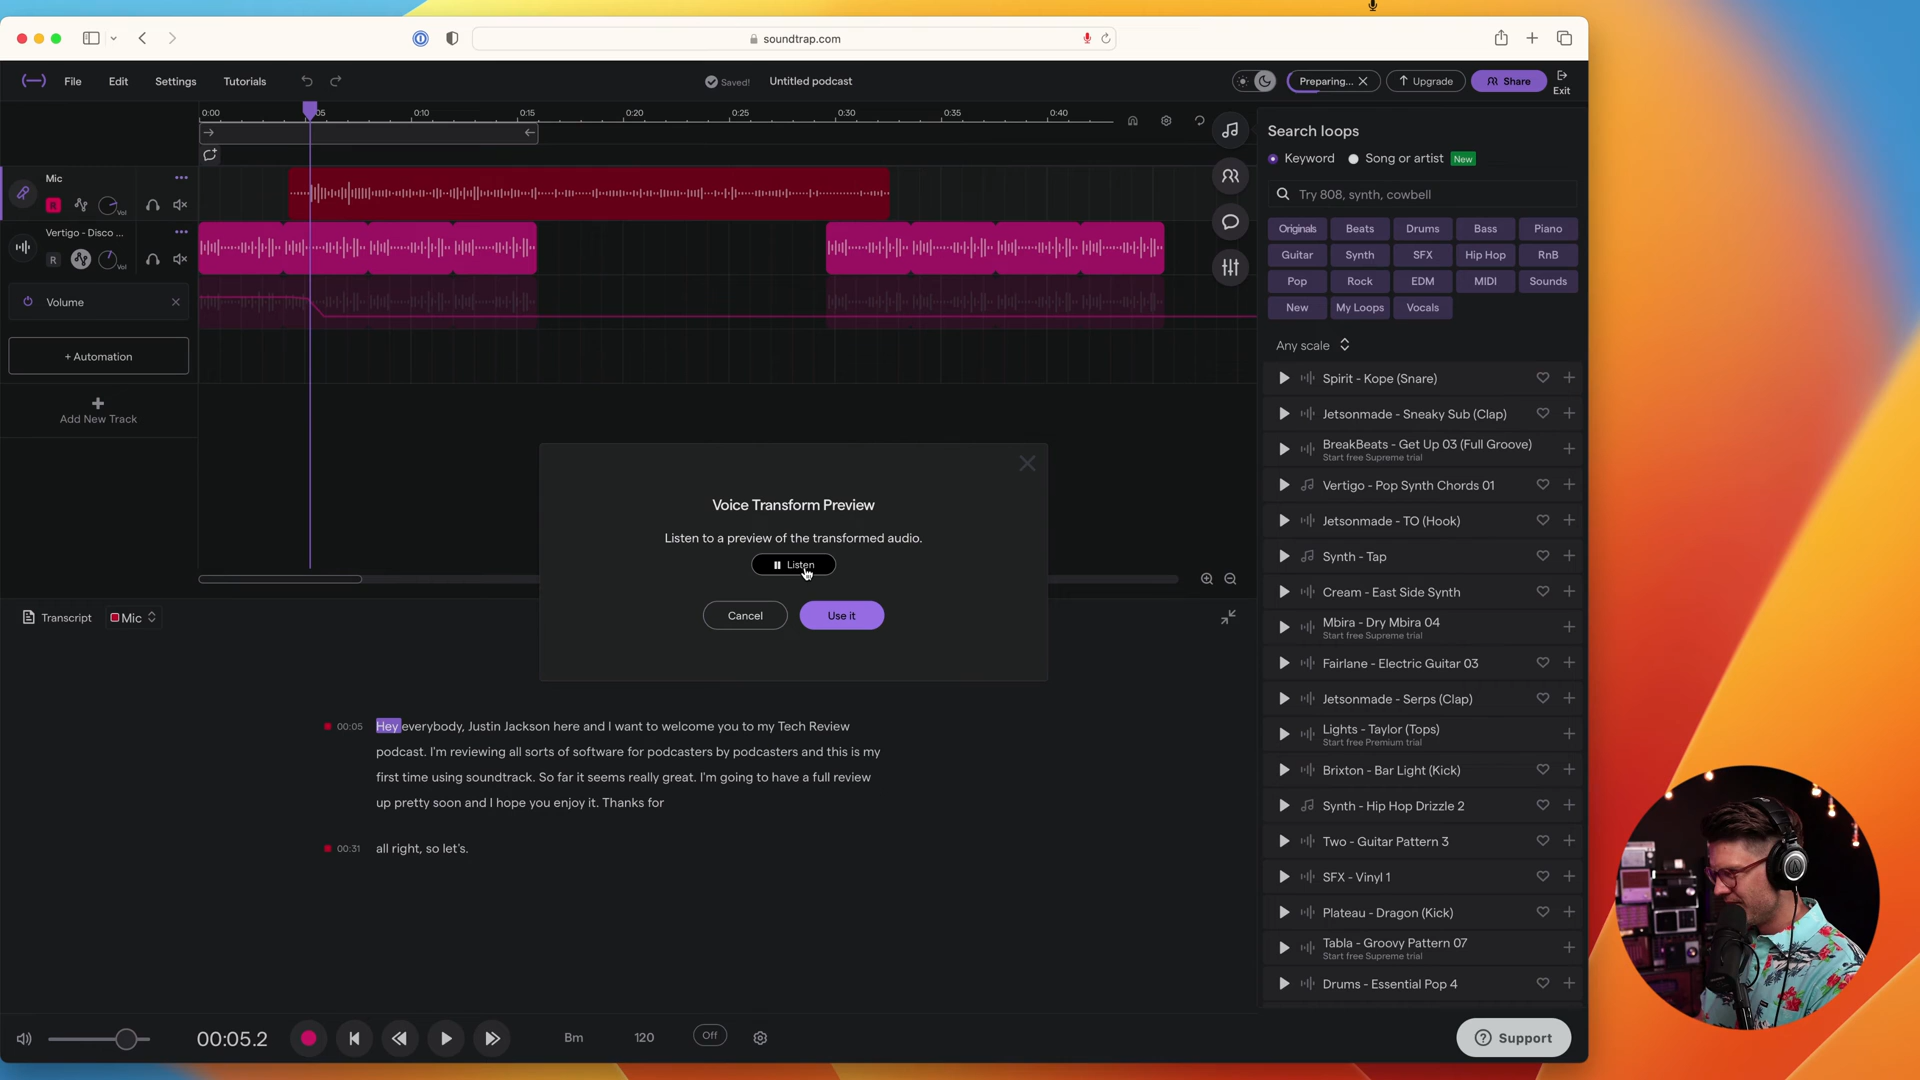 soundtrap.com
File Edit Settings Tutorials
Saved! Untitled podcast
Preparing... Upgrade Share Exit
0:00 05 0:10 0:15 0:20 0:25 0:30 0:35 0:40
Mic
R Vol
Vertigo - Disco ...
R Vol
Volume
+ Automation
Add New Track
Search loops
Keyword Song or artist New
Try 808, synth, cowbell
Originals Beats Drums Bass Piano
Guitar Synth SFX Hip Hop RnB
Pop Rock EDM MIDI Sounds
New My Loops Vocals
Any scale
Spirit - Kope (Snare)
Jetsonmade - Sneaky Sub (Clap)
BreakBeats - Get Up 03 (Full Groove)
Start free Supreme trial
Vertigo - Pop Synth Chords 01
Jetsonmade - TO (Hook)
Synth - Tap
Cream - East Side Synth
Mbira - Dry Mbira 04
Start free Supreme trial
Fairlane - Electric Guitar 03
Jetsonmade - Serps (Clap)
Lights - Taylor (Tops)
Start free Premium trial
Brixton - Bar Light (Kick)
Synth - Hip Hop Drizzle 2
Two - Guitar Pattern 3
SFX - Vinyl 1
Plateau - Dragon (Kick)
Tabla - Groovy Pattern 07
Start free Supreme trial
Drums - Essential Pop 4
Voice Transform Preview
Listen to a preview of the transformed audio.
Listen
Cancel Use it
Transcript Mic
00:05 Hey everybody, Justin Jackson here and I want to welcome you to my Tech Review
podcast. I'm reviewing all sorts of software for podcasters by podcasters and this is my
first time using soundtrack. So far it seems really great. I'm going to have a full review
up pretty soon and I hope you enjoy it. Thanks for
00:31 all right, so let's.
00:05.2
Bm 120 Off
Support